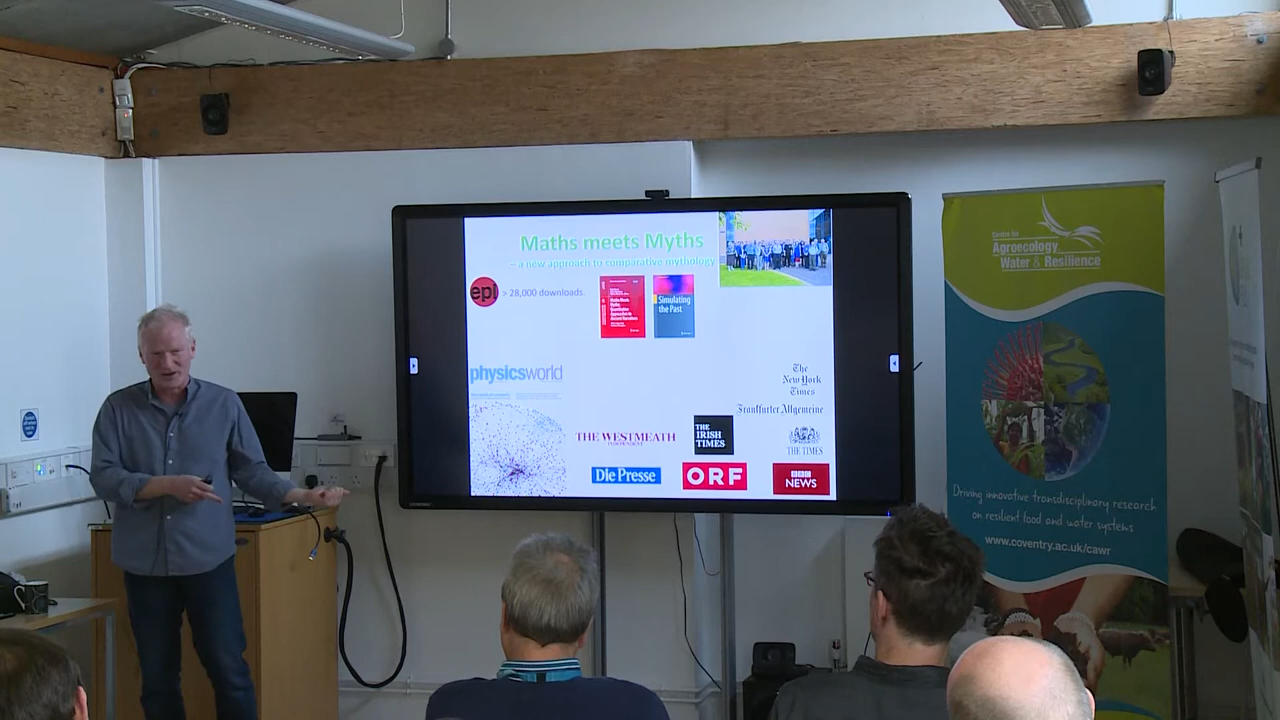 Maths meets Myths
– a new approach to comparative mythology
epl
> 28,000 downloads.
Simulating
the Past
physicsworld
The
New York
Times
Frankfurter Allgemeine
THE WESTMEATH
INDEPENDENT
THE
IRISH
TIMES
THE TIMES
Die Presse
ORF
BBC
NEWS
Centre for
Agroecology
Water & Resilience
Driving innovative transdisciplinary research
on resilient food and water systems
www.coventry.ac.uk/cawr